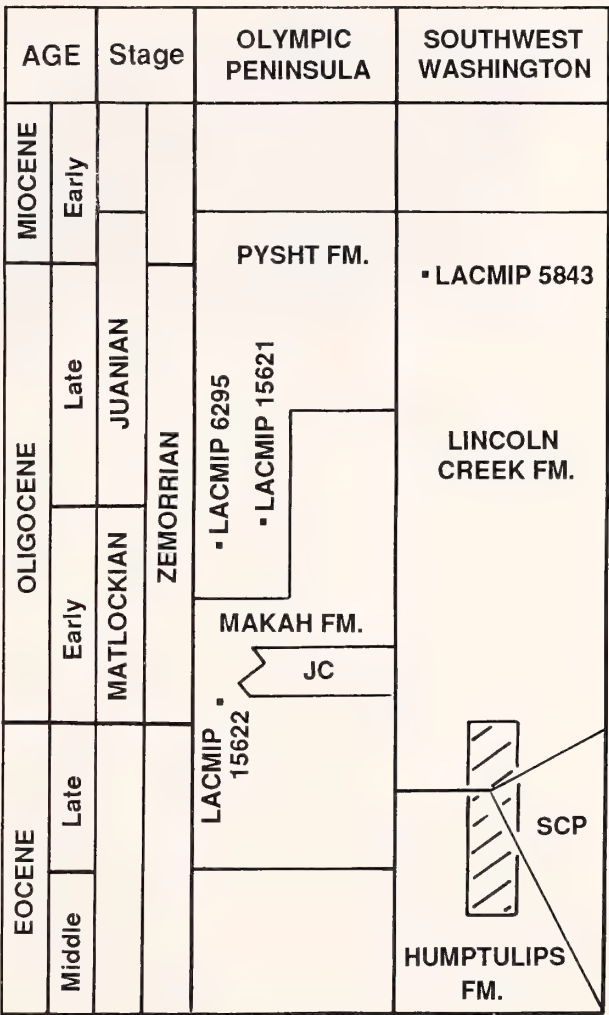 AGE
Stage
OLYMPIC
PENINSULA
SOUTHWEST
WASHINGTON
MIOCENE
Early
OLIGOCENE
Late
Early
EOCENE
Late
Middle
JUANIAN
MATLOCKIAN
ZEMORRIAN
PYSHT FM.
LACMIP 6295
LACMIP 15621
MAKAH FM.
JC
LACMIP
15622
LACMIP 5843
LINCOLN
CREEK FM.
SCP
HUMPTULIPS
FM.